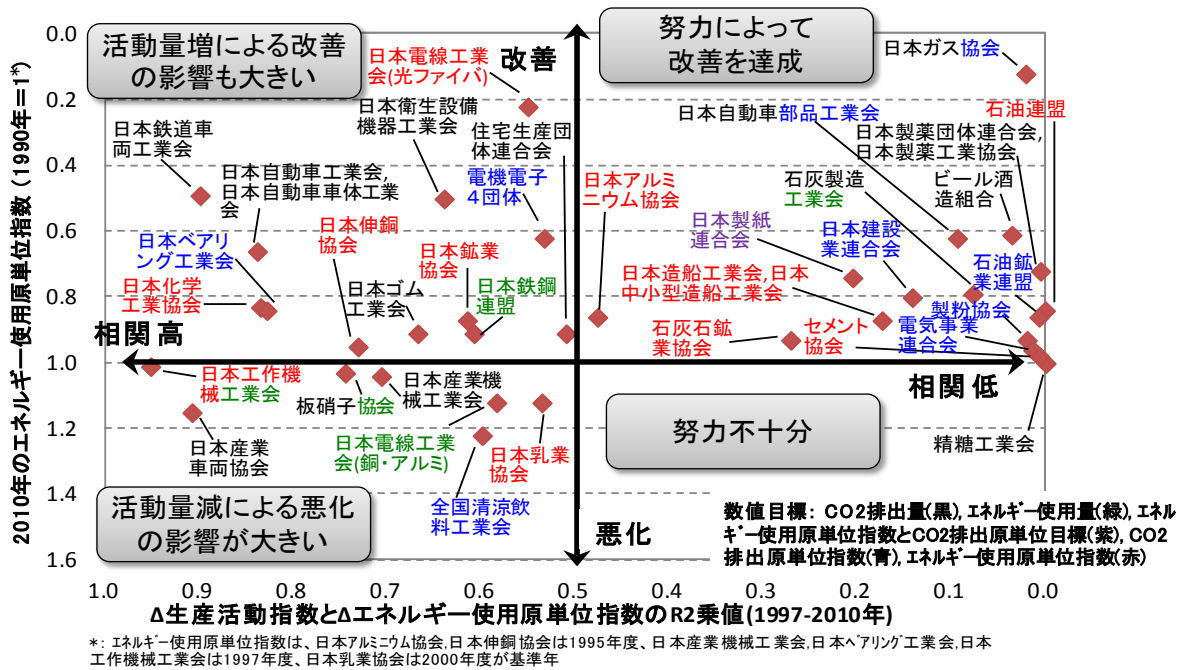 2010年のエネルギー使用原単位指数（1990年＝1*）
0.0
0.2
0.4
0.6
0.8
1.0
1.2
1.4
1.6
活動量増による改善
の影響も大きい
日本電線工業
会(光ファイバ)
改善
努力によって
改善を達成
日本ガス協会
日本鉄道車
両工業会
日本衛生設備
機器工業会
住宅生産団
体連合会
日本自動車部品工業会
石油連盟
日本製薬団体連合会,
日本製薬工業協会
日本自動車工業会,
日本自動車車体工業
会
電機電子
４団体
日本アルミ
ニウム協会
石灰製造
工業会
ビール酒
造組合
日本ベアリ
ング工業会
日本伸銅
協会
日本鉱業
協会
日本製紙
連合会
日本建設
業連合会
石油鉱
業連盟
日本化学
工業協会
日本ゴム
工業会
日本鉄鋼
連盟
日本造船工業会,日本
中小型造船工業会
製粉協会
相関高
石灰石鉱
業協会
セメント
協会
電気事業
連合会
相関低
日本工作機
械工業会
板硝子協会
日本産業機
械工業会
日本産業
車両協会
日本電線工業
会(銅・アルミ)
日本乳業
協会
努力不十分
精糖工業会
活動量減による悪化
の影響が大きい
全国清涼飲
料工業会
悪化
数値目標： CO2排出量(黒), エネルギー使用量(緑), エネル
ギー使用原単位指数とCO2排出原単位目標(紫), CO2
排出原単位指数(青), エネルギー使用原単位指数(赤)
1.0
0.9
0.8
0.7
0.6
0.5
0.4
0.3
0.2
0.1
0.0
Δ生産活動指数とΔエネルギー使用原単位指数のR2乗値(1997-2010年)
*： エネルギー使用原単位指数は、日本アルミニウム協会,日本伸銅協会は1995年度、日本産業機械工業会,日本ベアリング工業会,日本
工作機械工業会は1997年度、日本乳業協会は2000年度が基準年